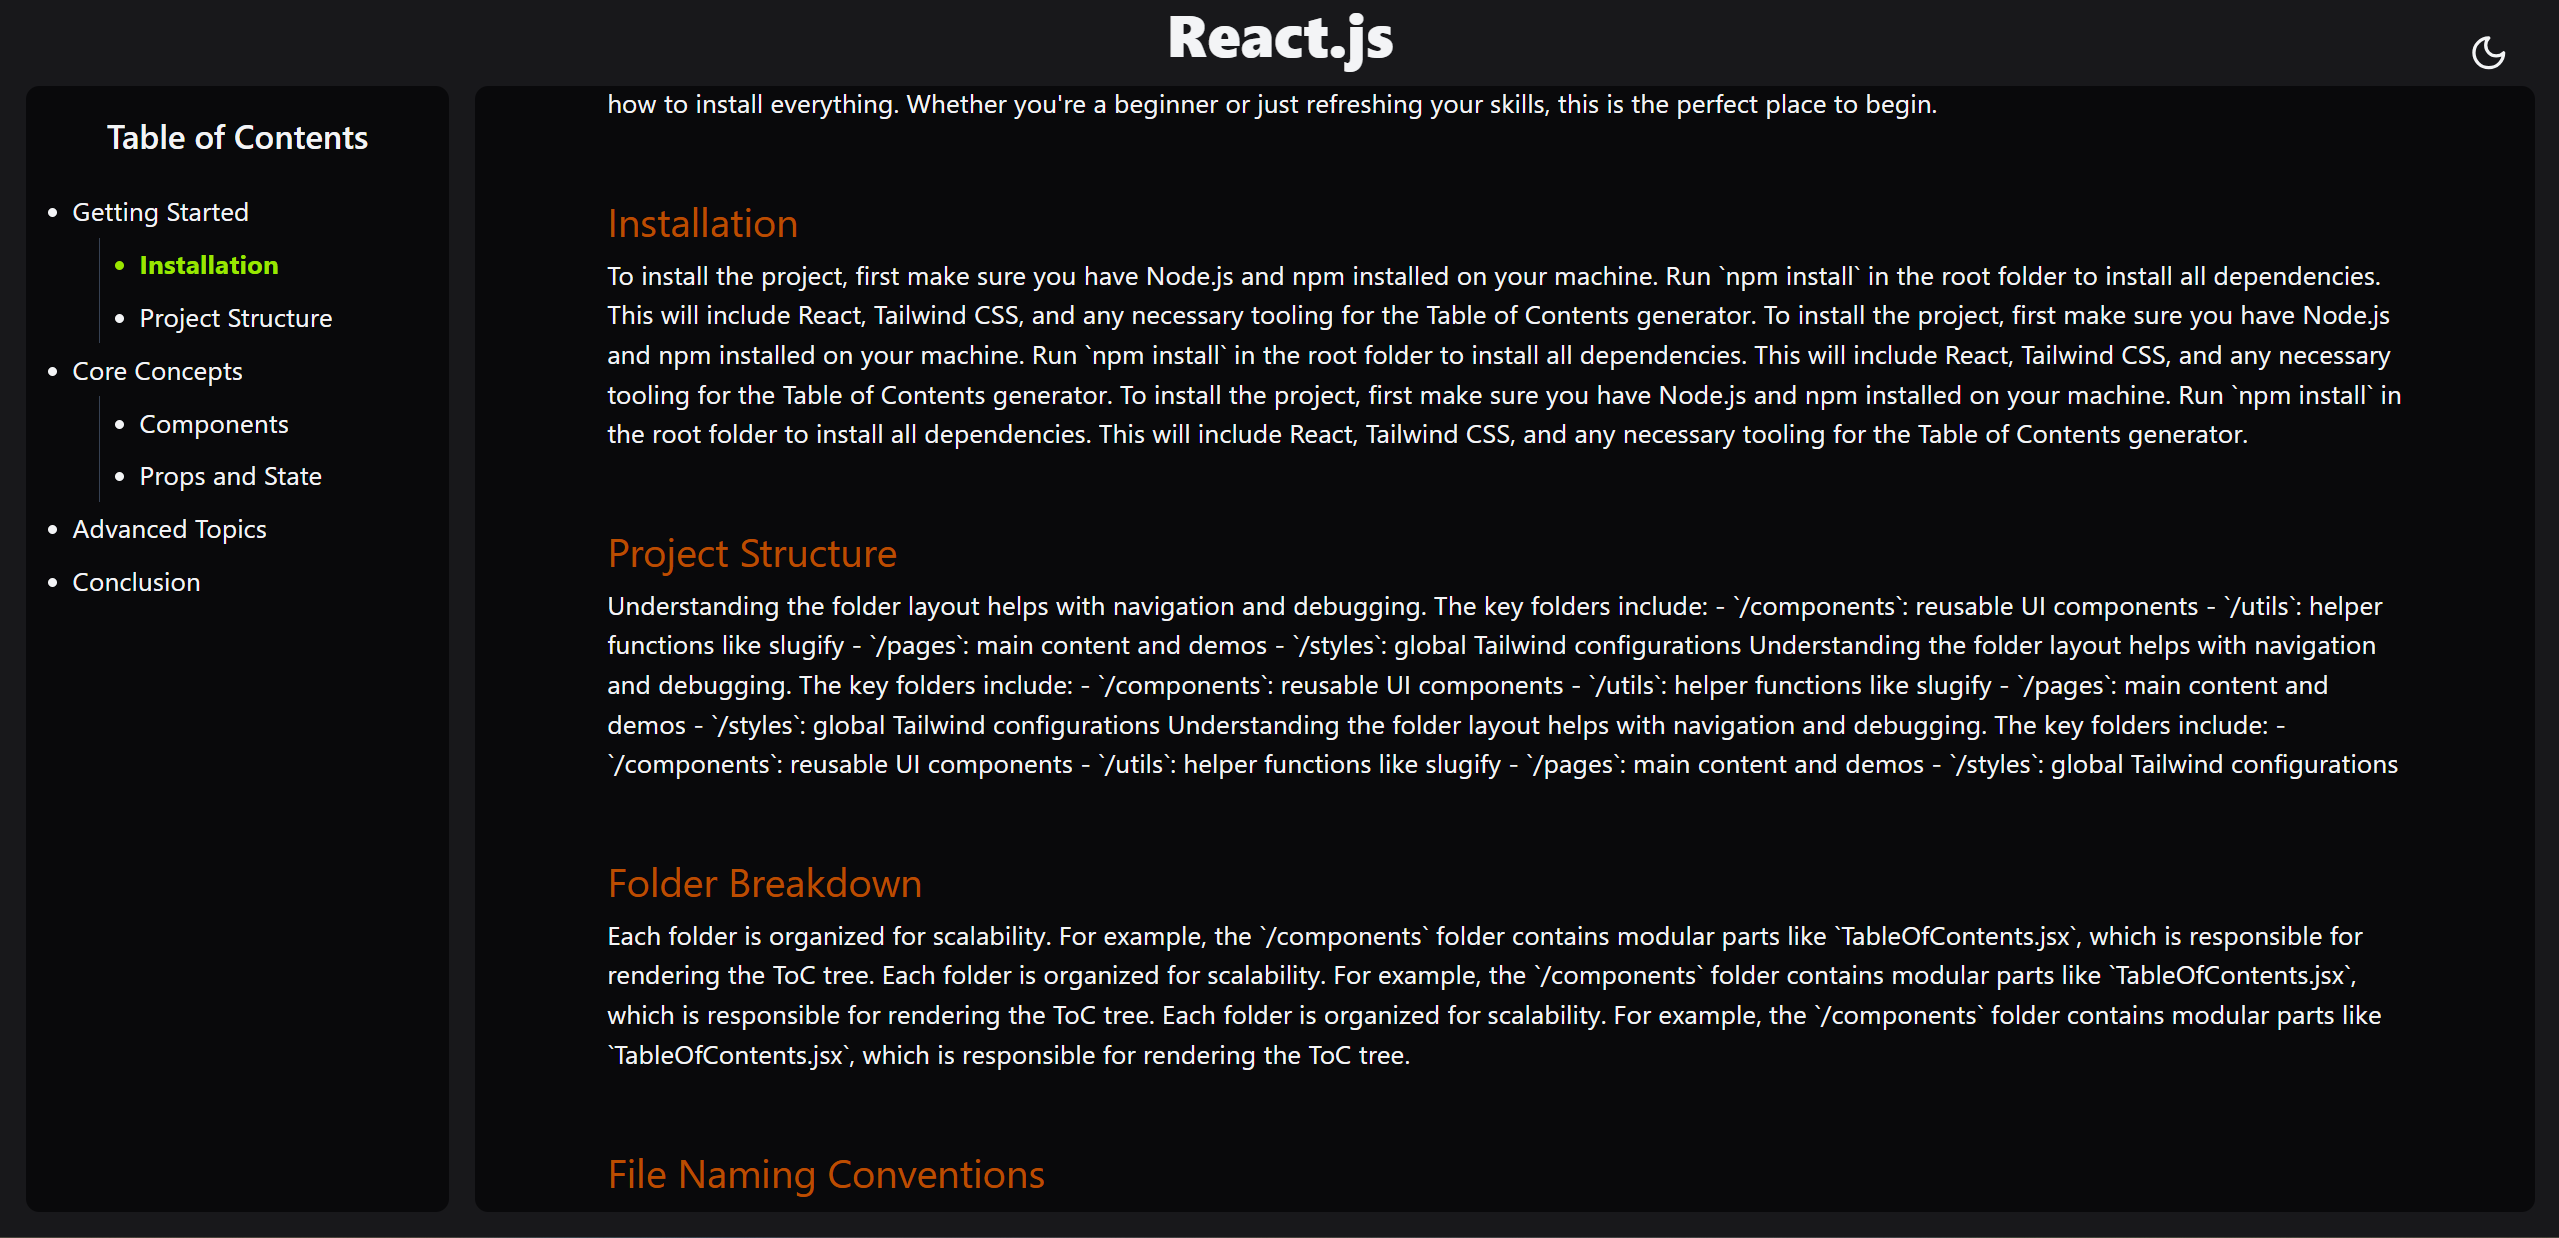 React.js
Table of Contents
Getting Started
Installation
Project Structure
Core Concepts
Components
Props and State
Advanced Topics
Conclusion
how to install everything. Whether you're a beginner or just refreshing your skills, this is the perfect place to begin.
Installation
To install the project, first make sure you have Node.js and npm installed on your machine. Run `npm install` in the root folder to install all dependencies.
This will include React, Tailwind CSS, and any necessary tooling for the Table of Contents generator. To install the project, first make sure you have Node.js
and npm installed on your machine. Run `npm install` in the root folder to install all dependencies. This will include React, Tailwind CSS, and any necessary
tooling for the Table of Contents generator. To install the project, first make sure you have Node.js and npm installed on your machine. Run `npm install` in
the root folder to install all dependencies. This will include React, Tailwind CSS, and any necessary tooling for the Table of Contents generator.
Project Structure
Understanding the folder layout helps with navigation and debugging. The key folders include: - `/components`: reusable UI components - `/utils`: helper
functions like slugify - `/pages`: main content and demos - `/styles`: global Tailwind configurations Understanding the folder layout helps with navigation
and debugging. The key folders include: - `/components`: reusable UI components - `/utils`: helper functions like slugify - `/pages`: main content and
demos - `/styles`: global Tailwind configurations Understanding the folder layout helps with navigation and debugging. The key folders include: -
`/components`: reusable UI components - `/utils`: helper functions like slugify - `/pages`: main content and demos - `/styles`: global Tailwind configurations
Folder Breakdown
Each folder is organized for scalability. For example, the `/components` folder contains modular parts like `TableOfContents.jsx`, which is responsible for
rendering the ToC tree. Each folder is organized for scalability. For example, the `/components` folder contains modular parts like `TableOfContents.jsx`,
which is responsible for rendering the ToC tree. Each folder is organized for scalability. For example, the `/components` folder contains modular parts like
`TableOfContents.jsx`, which is responsible for rendering the ToC tree.
File Naming Conventions